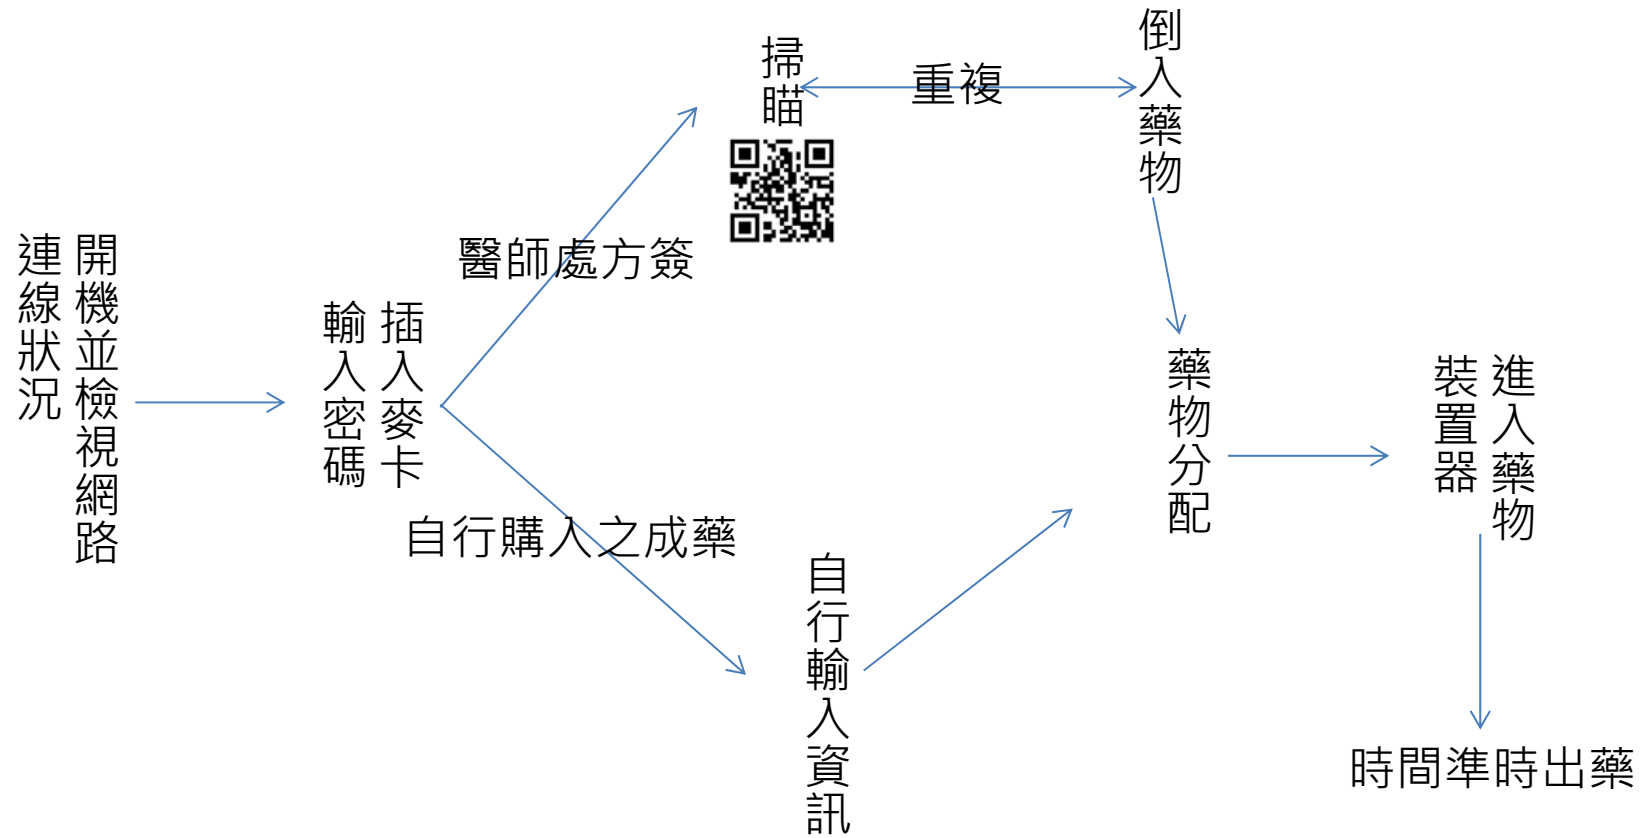 開機並檢視網路
連線狀況
插入麥卡
輸入密碼
醫師處方簽
掃瞄
重複
倒入藥物
自行購入之成藥
自行輸入資訊
藥物分配
進入藥物
裝置器
時間準時出藥